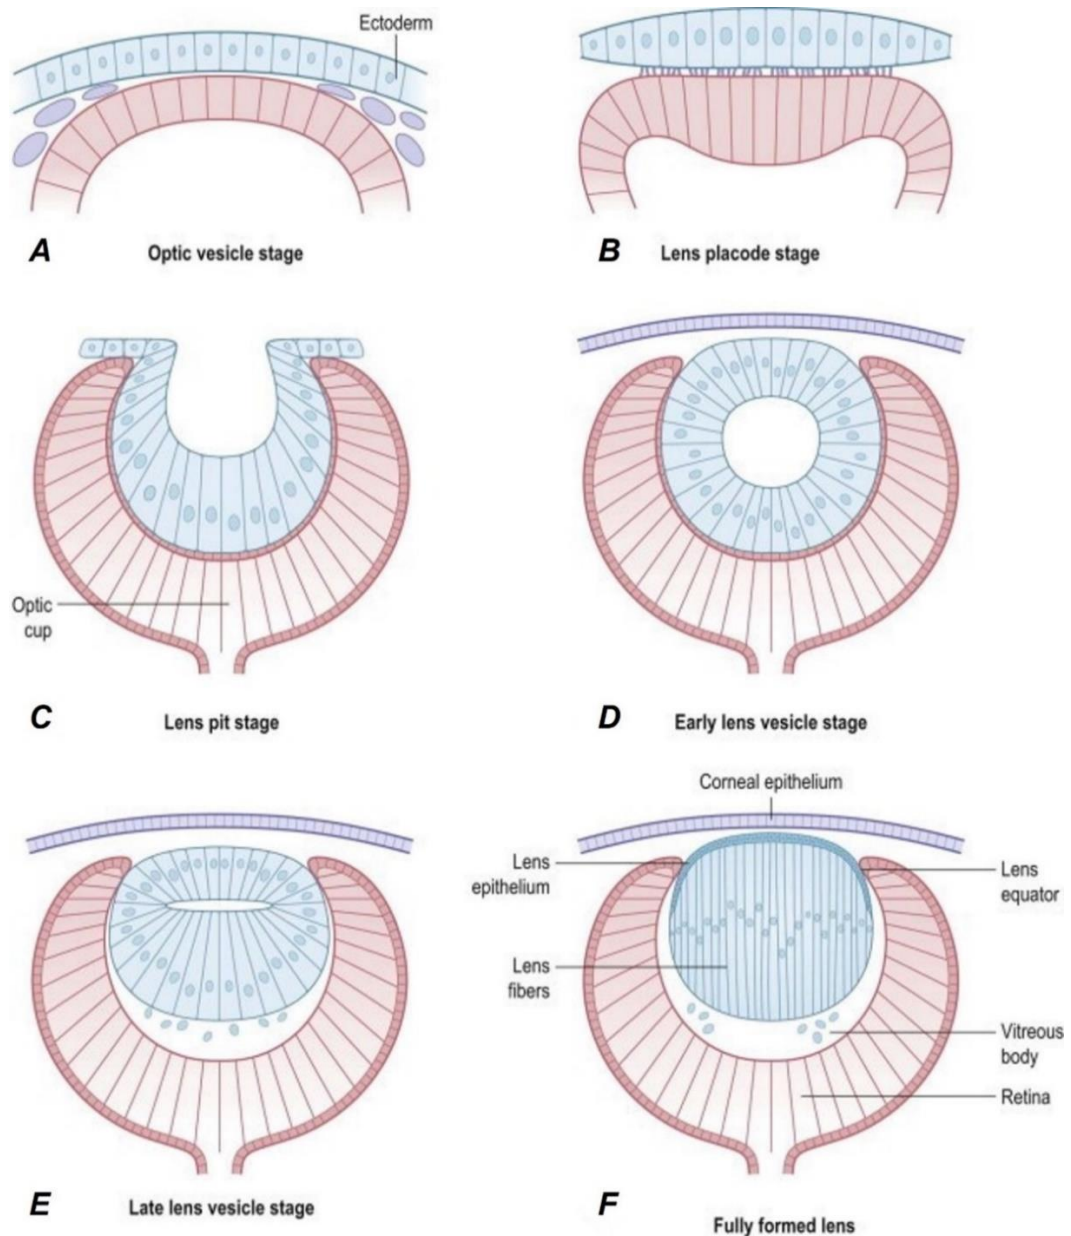 Ectoderm
A
Optic vesicle stage
B
Lens placode stage
Optic
cup
C
Lens pit stage
D
Early lens vesicle stage
Corneal epithelium
Lens
epithelium
Lens
equator
Lens
fibers
Vitreous
body
Retina
E
Late lens vesicle stage
F
Fully formed lens